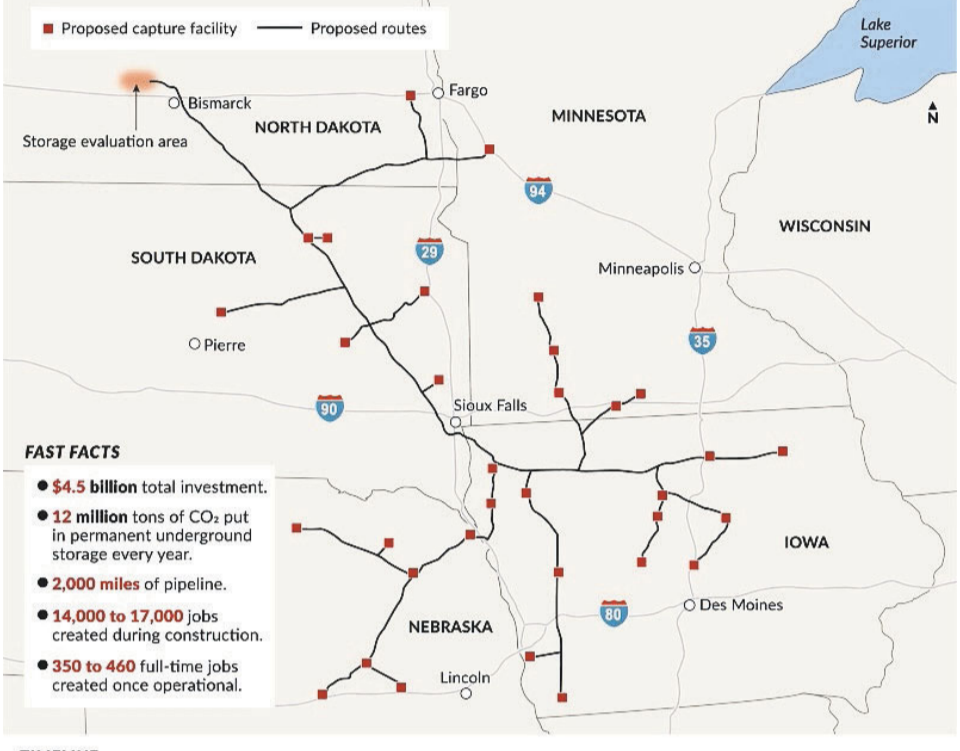 Proposed capture facility
Proposed routes
Lake
Superior
Fargo
Bismarck
MINNESOTA
N
NORTH DAKOTA
Storage evaluation area
94
WISCONSIN
29
SOUTH DAKOTA
Minneapolis
35
Pierre
90
Sioux Falls
FAST FACTS
$4.5 billion total investment.
12 million tons of CO₂ put
in permanent underground
storage every year.
2,000 miles of pipeline.
14,000 to 17,000 jobs
created during construction.
350 to 460 full-time jobs
created once operational.
IOWA
Des Moines
80
NEBRASKA
Lincoln